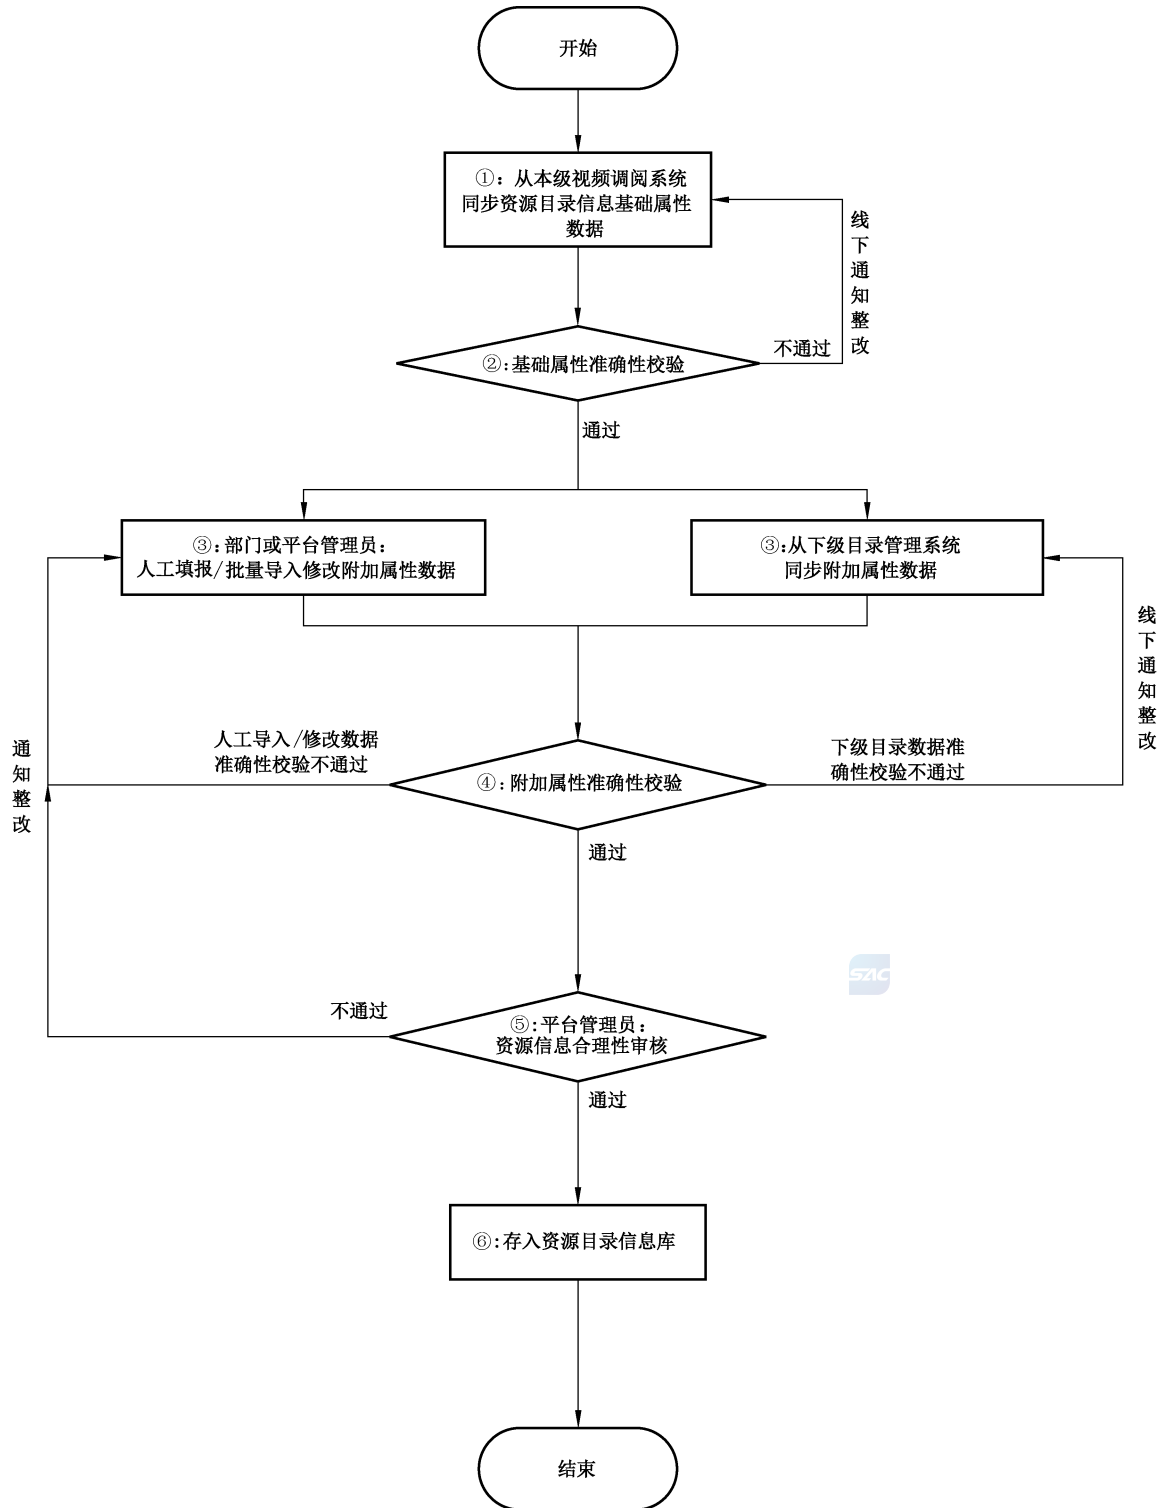 开始
①：从本级视频调阅系统
同步资源目录信息基础属性
数据
线下通知整改
②:基础属性准确性校验
不通过
通过
③:部门或平台管理员:
人工填报/批量导入修改附加属性数据
③:从下级目录管理系统
同步附加属性数据
线下通知整改
通知整改
人工导入/修改数据
准确性校验不通过
④:附加属性准确性校验
下级目录数据准
确性校验不通过
通过
SAC
不通过
⑤:平台管理员:
资源信息合理性审核
通过
⑥:存入资源目录信息库
结束